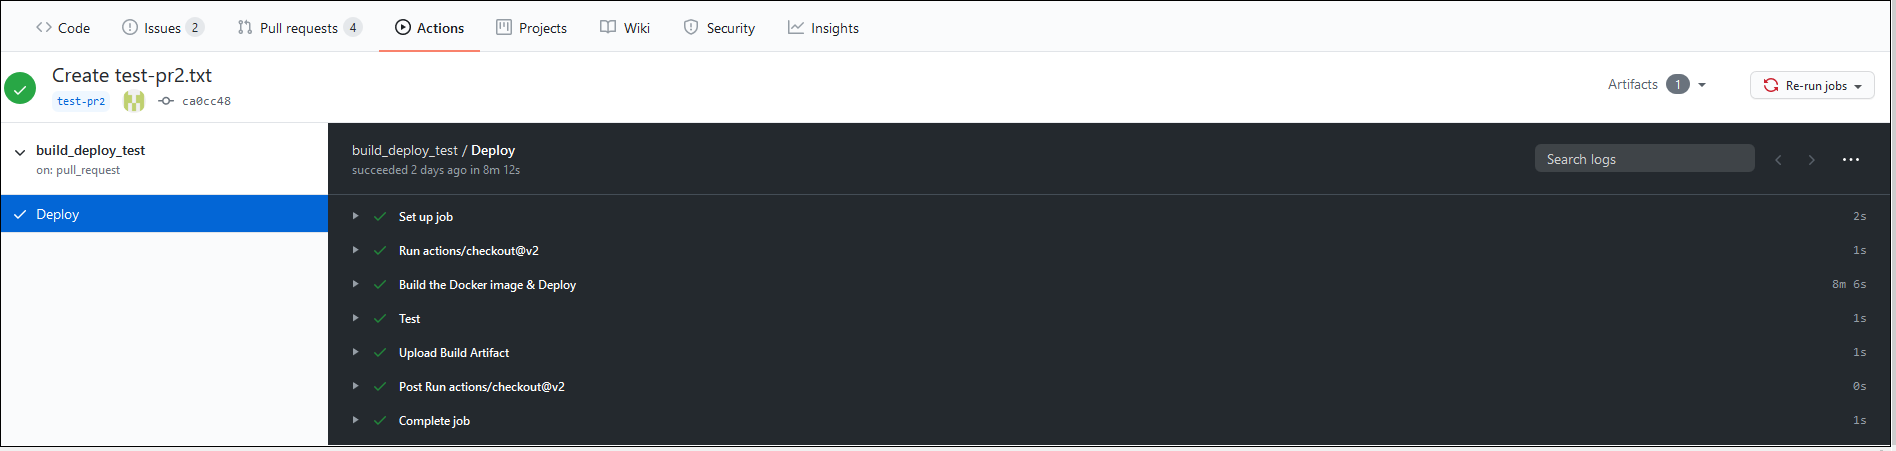 Code Issues 2 Pull requests 4 Actions Projects Wiki Security Insights
Create test-pr2.txt
test-pr2 ca0cc48
Artifacts 1
Re-run jobs
build_deploy_test
on: pull_request
Deploy
build_deploy_test / Deploy
succeeded 2 days ago in 8m 12s
Search logs
Set up job 2s
Run actions/checkout@v2 1s
Build the Docker image & Deploy 8m 6s
Test 1s
Upload Build Artifact 1s
Post Run actions/checkout@v2 0s
Complete job 1s